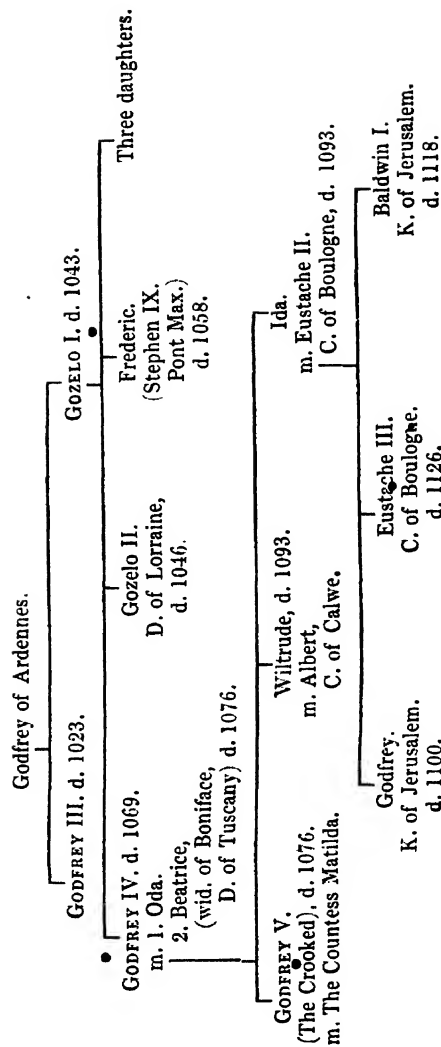 Godfrey of Ardennes.
GODFREY III. d. 1023.
GOZELO I. d. 1043.
GODFREY IV. d. 1069.
m. 1. Oda.
2. Beatrice,
(wid. of Boniface,
D. of Tuscany) d. 1076.
Gozelo II.
D. of Lorraine,
d. 1046.
Frederic.
(Stephen IX.
Pont Max.)
d. 1058.
Three daughters.
GODFREY V.
(The Crooked), d. 1076.
m. The Countess Matilda.
Wiltrude, d. 1093.
m. Albert,
C. of Calwe.
Ida.
m. Eustache II.
C. of Boulogne, d. 1093.
Godfrey.
K. of Jerusalem.
d. 1100.
Eustache III.
C. of Boulogne.
d. 1126.
Baldwin I.
K. of Jerusalem.
d. 1118.